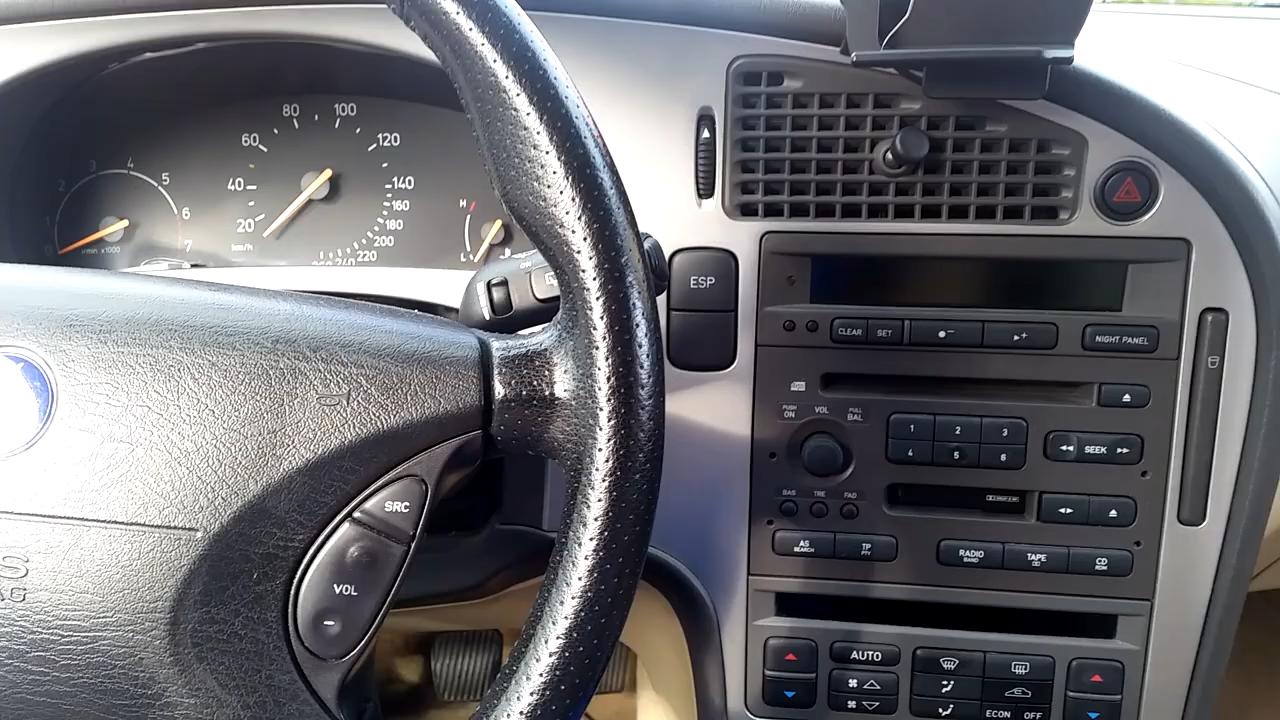 80 100
60 120
3 4
2 5 40 140
6 20 160
7 180
200
220
240
r/min x1000
km/h
H
L
ESP
CLEAR SET
NIGHT PANEL
PUSH ON
VOL
PULL BAL
1 2 3
4 5 6
SEEK
BAS TRE FAD
AS SEARCH
TP PTY
RADIO BAND
TAPE
CD RDM
SRC
VOL
-
AUTO
ECON OFF